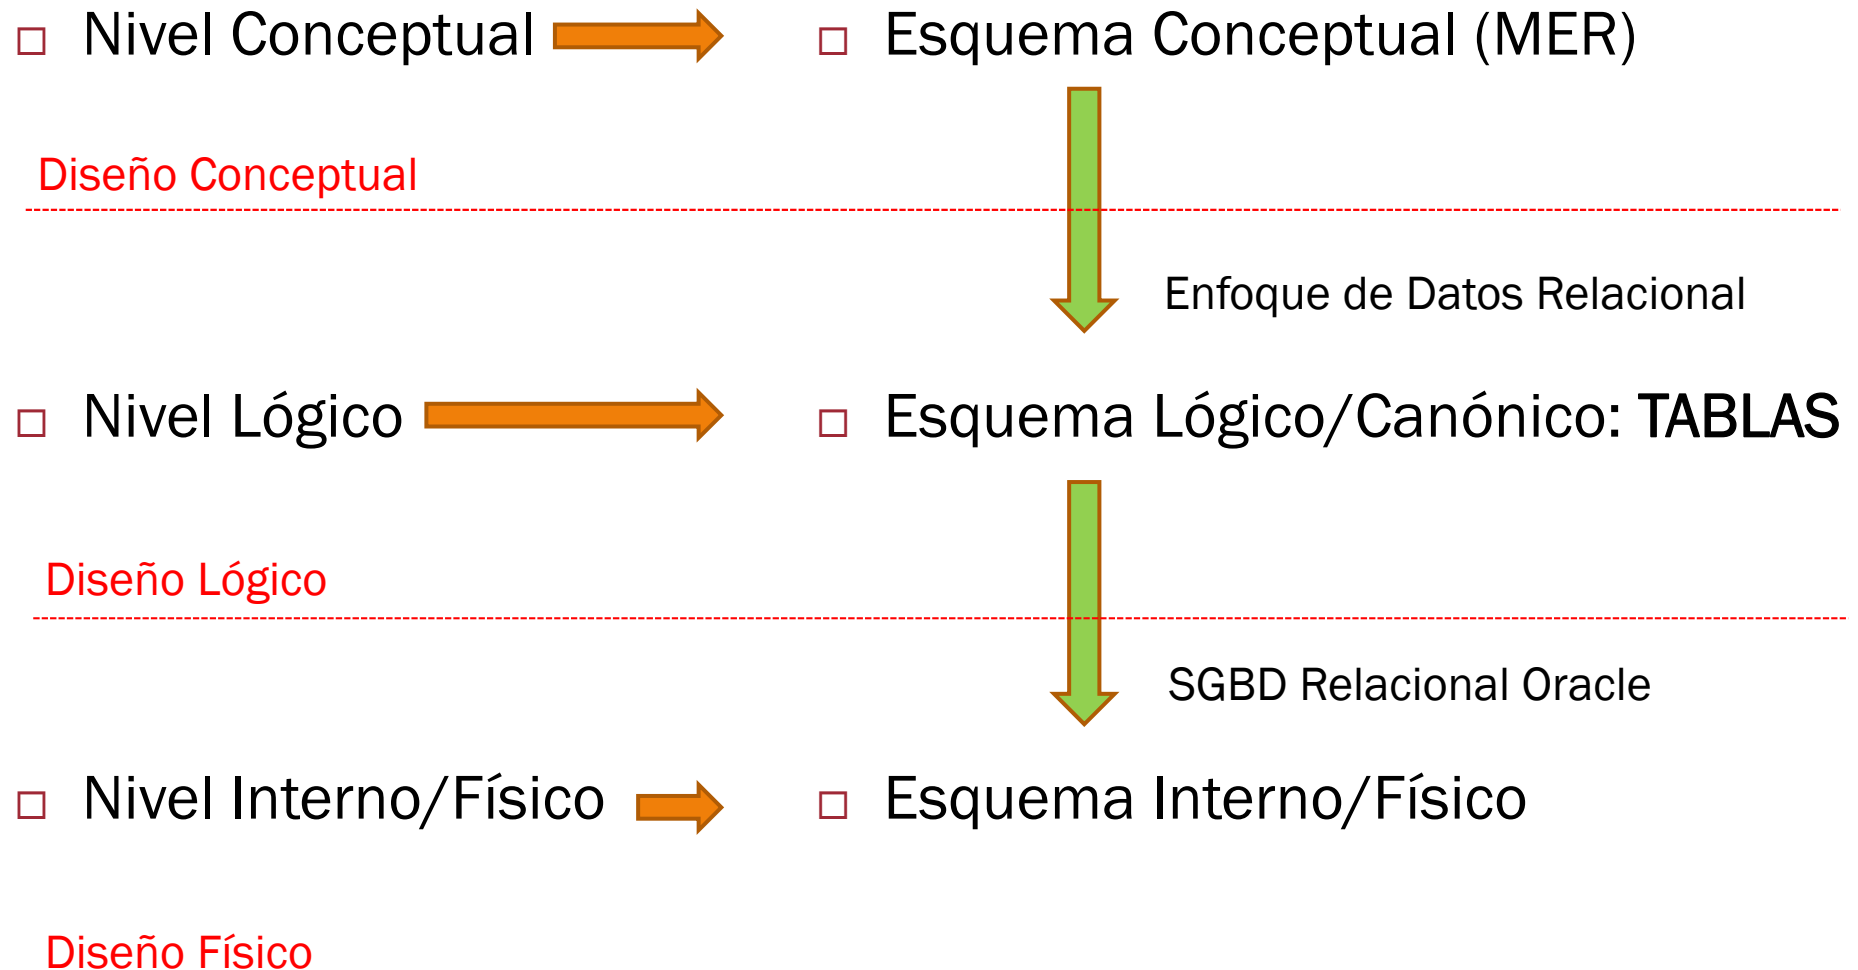 Nivel Conceptual
Esquema Conceptual (MER)
Diseño Conceptual
Enfoque de Datos Relacional
Nivel Lógico
Esquema Lógico/Canónico: TABLAS
Diseño Lógico
SGBD Relacional Oracle
Nivel Interno/Físico
Esquema Interno/Físico
Diseño Físico